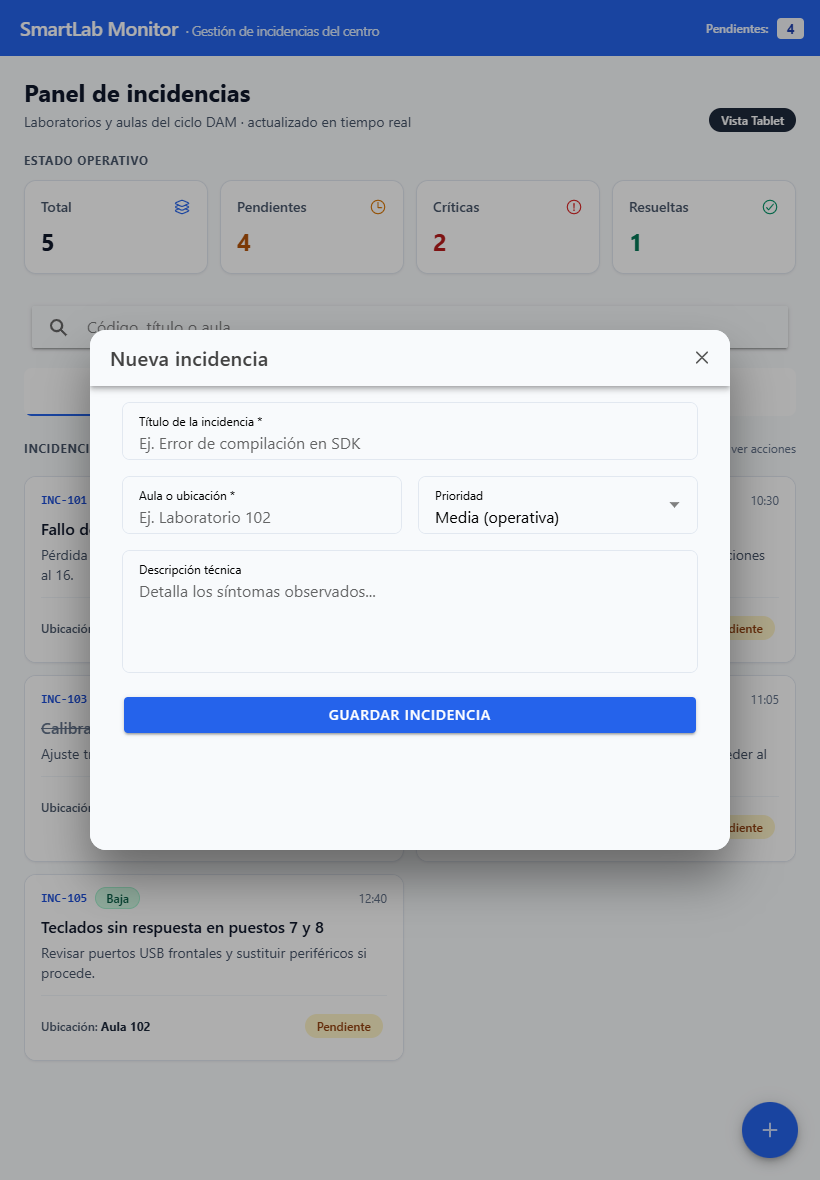 SmartLab Monitor · Gestión de incidencias del centro
Pendientes: 4
Panel de incidencias
Laboratorios y aulas del ciclo DAM · actualizado en tiempo real
Vista Tablet
ESTADO OPERATIVO
Total
5
Pendientes
4
Críticas
2
Resueltas
1
Código, título o aula
Nueva incidencia
Título de la incidencia *
Ej. Error de compilación en SDK
Aula o ubicación *
Ej. Laboratorio 102
Prioridad
Media (operativa)
Descripción técnica
Detalla los síntomas observados...
GUARDAR INCIDENCIA
ver acciones
INC-101
10:30
Fallo
Pérdida
al 16.
INC-103
11:05
Ajuste
eder al
INC-105 Baja 12:40
Teclados sin respuesta en puestos 7 y 8
Revisar puertos USB frontales y sustituir periféricos si
procede.
Ubicación: Aula 102
Pendiente